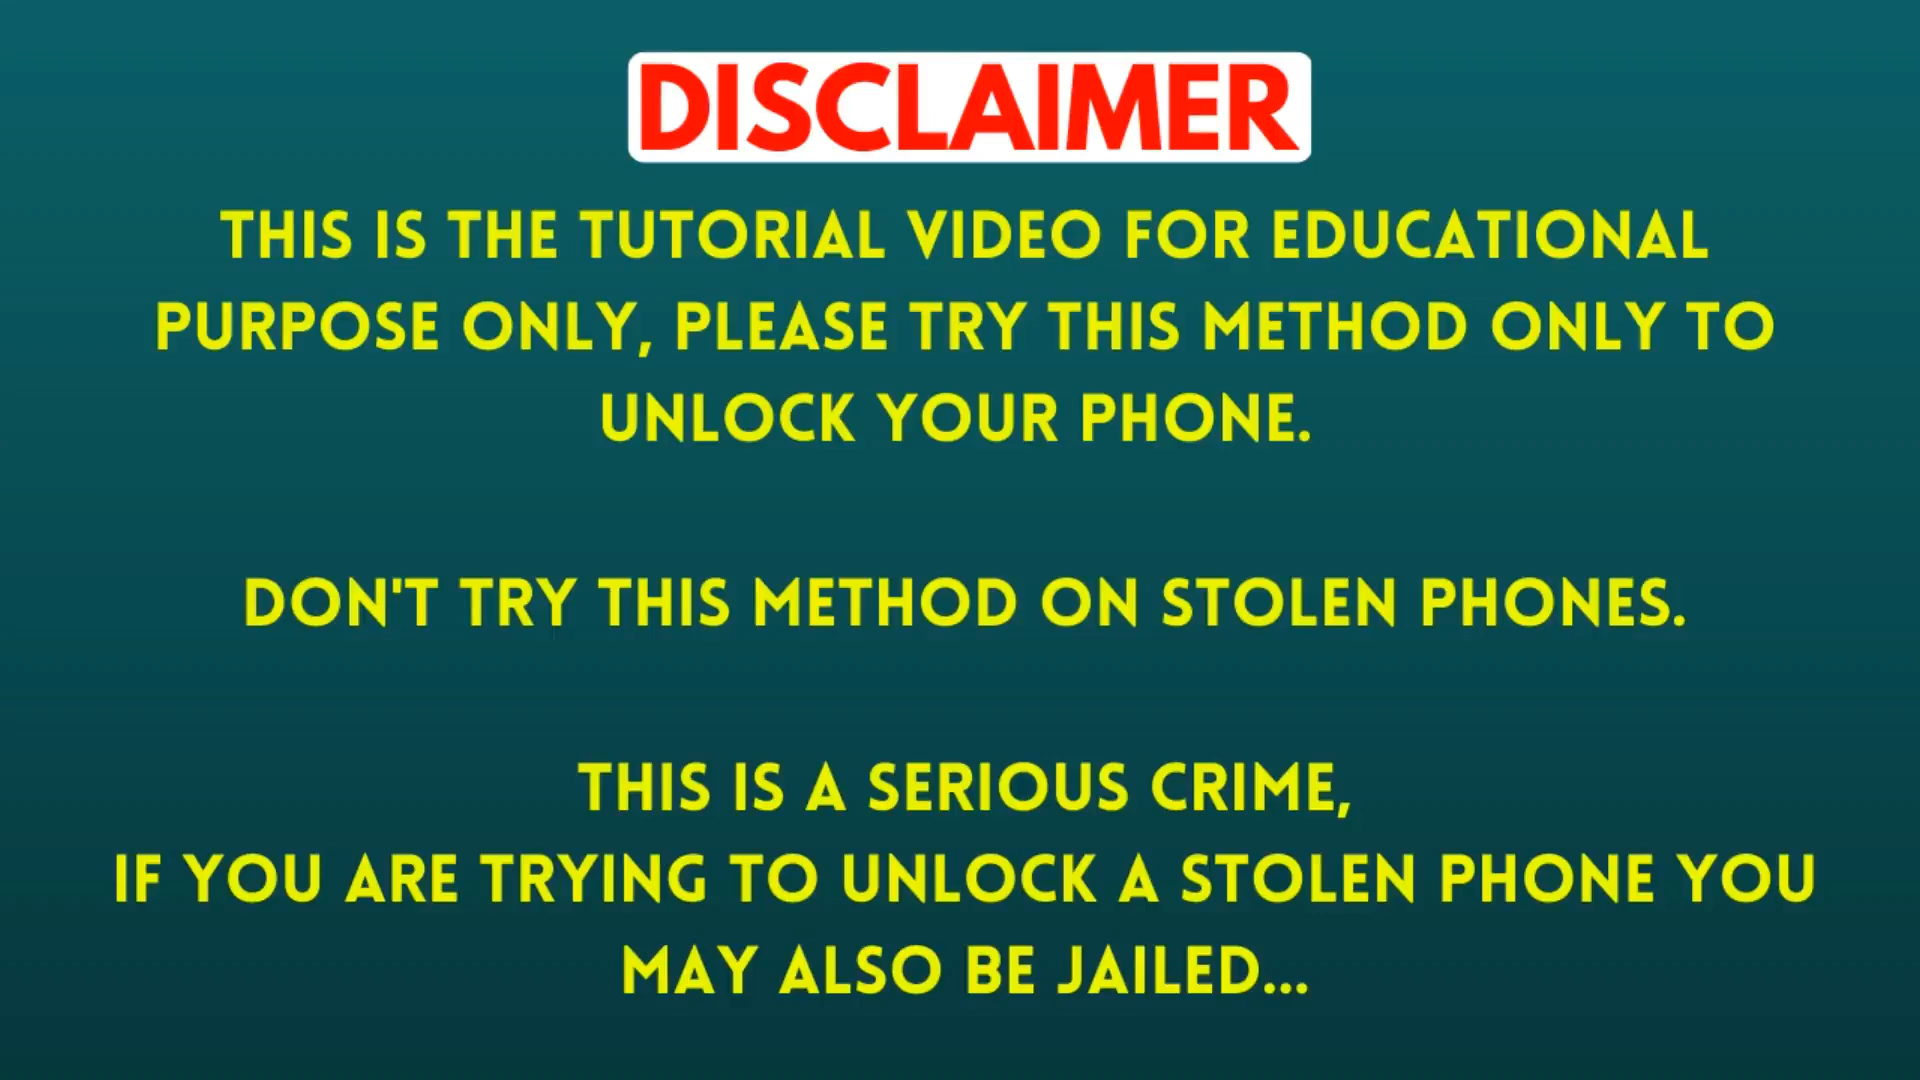 DISCLAIMER
THIS IS THE TUTORIAL VIDEO FOR EDUCATIONAL
PURPOSE ONLY, PLEASE TRY THIS METHOD ONLY TO
UNLOCK YOUR PHONE.
DON'T TRY THIS METHOD ON STOLEN PHONES.
THIS IS A SERIOUS CRIME,
IF YOU ARE TRYING TO UNLOCK A STOLEN PHONE YOU
MAY ALSO BE JAILED...